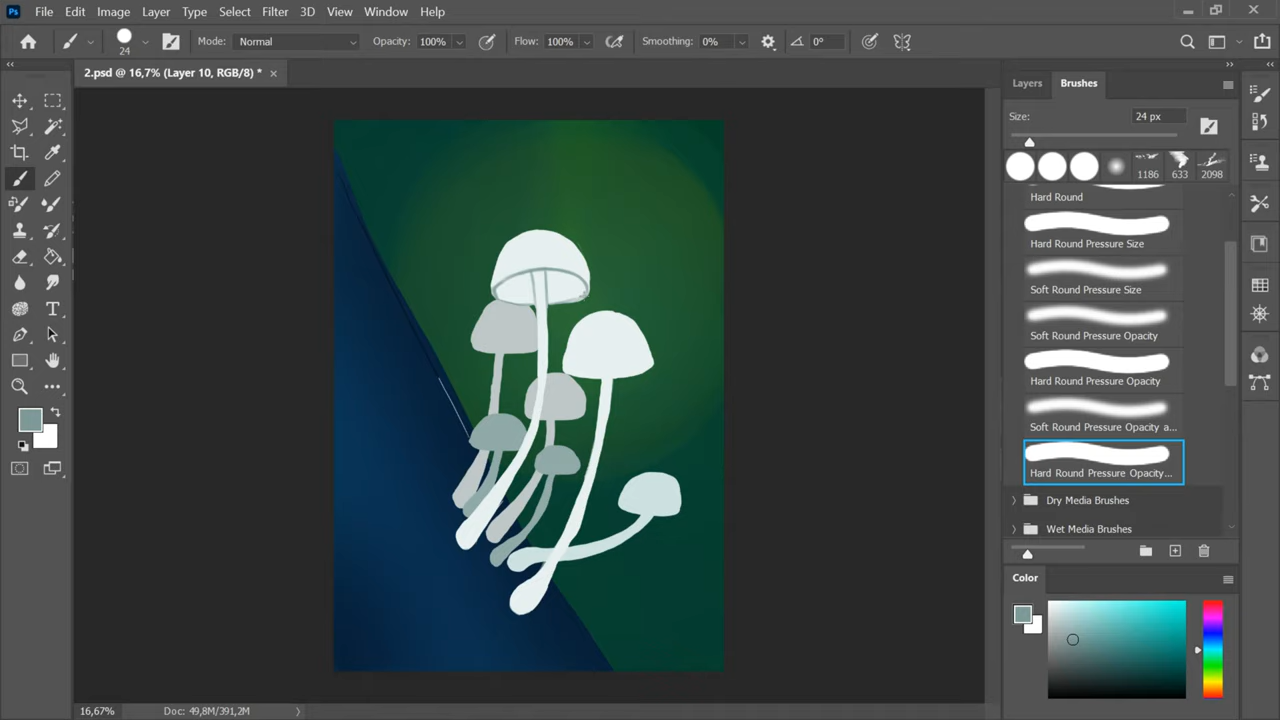 Ps File Edit Image Layer Type Select Filter 3D View Window Help
24 Mode: Normal Opacity: 100% Flow: 100% Smoothing: 0% 0°
2.psd @ 16,7% (Layer 10, RGB/8) * ×
Layers Brushes
Size: 24 px
1186 633 2098
Hard Round
Hard Round Pressure Size
Soft Round Pressure Size
Soft Round Pressure Opacity
Hard Round Pressure Opacity
Soft Round Pressure Opacity a...
Hard Round Pressure Opacity...
Dry Media Brushes
Wet Media Brushes
Color
16,67% Doc: 49,8M/391,2M